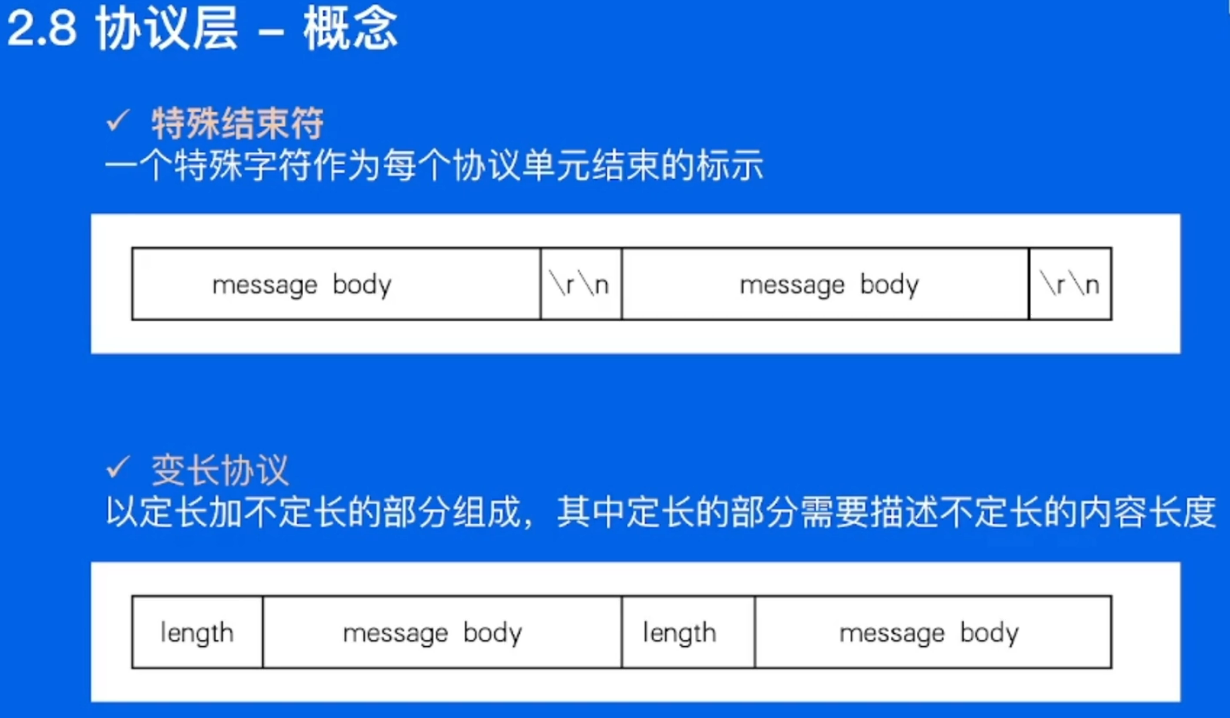 2.8 协议层 – 概念
✓ 特殊结束符
一个特殊字符作为每个协议单元结束的标示
message body \r\n message body \r\n
✓ 变长协议
以定长加不定长的部分组成，其中定长的部分需要描述不定长的内容长度
length message body length message body